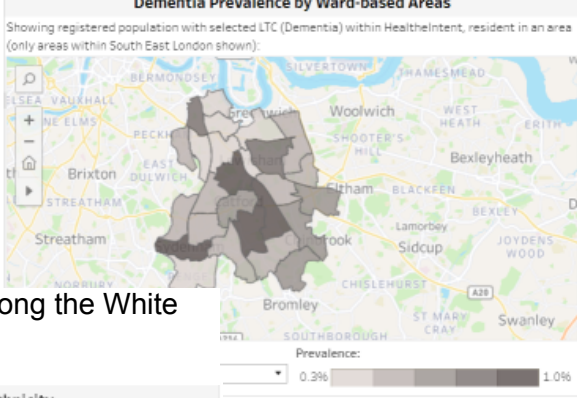 Dementia Prevalence by Ward-based Areas
Showing registered population with selected LTC (Dementia) within HealtheIntent, resident in an area
(only areas within South East London shown):
SILVERTOWN
THAMESMEAD
BERMONDSEY
ELSEA VAUXHALL
Greenwich
Woolwich
WEST
HEATH
ERITH
NE ELMS
PECKH
SHOOTER'S
HILL
Bexleyheath
EAST
DULWICH
Brixton
Eltham
BLACKFEN
STREATHAM
BEXLEY
Lamorbey
Streatham
ook
Sidcup
JOYDENS
WOOD
CHISLEHURST
NORBURY
A20
ong the White
Bromley
ST MARY
CRAY
Swanley
SOUTHBOROUGH
Prevalence:
0.3%
1.0%